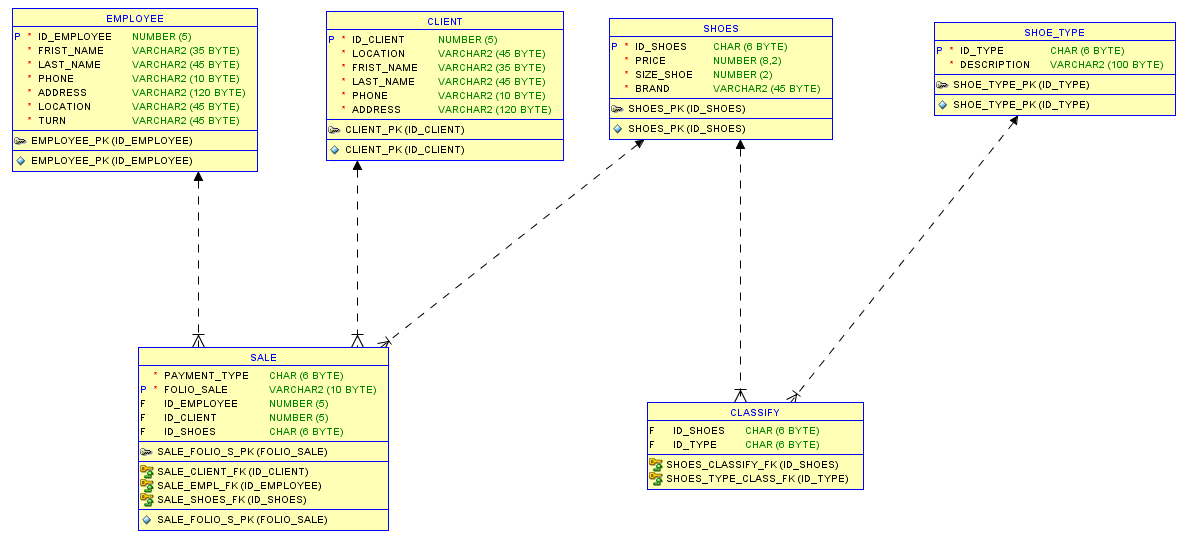 EMPLOYEE
P * ID_EMPLOYEE NUMBER (5)
* FRIST_NAME VARCHAR2 (35 BYTE)
* LAST_NAME VARCHAR2 (45 BYTE)
* PHONE VARCHAR2 (10 BYTE)
* ADDRESS VARCHAR2 (120 BYTE)
* LOCATION VARCHAR2 (45 BYTE)
* TURN VARCHAR2 (45 BYTE)
EMPLOYEE_PK (ID_EMPLOYEE)
EMPLOYEE_PK (ID_EMPLOYEE)
CLIENT
P * ID_CLIENT NUMBER (5)
* LOCATION VARCHAR2 (45 BYTE)
* FRIST_NAME VARCHAR2 (35 BYTE)
* LAST_NAME VARCHAR2 (45 BYTE)
* PHONE VARCHAR2 (10 BYTE)
* ADDRESS VARCHAR2 (120 BYTE)
CLIENT_PK (ID_CLIENT)
CLIENT_PK (ID_CLIENT)
SHOES
P * ID_SHOES CHAR (6 BYTE)
* PRICE NUMBER (8,2)
* SIZE_SHOE NUMBER (2)
* BRAND VARCHAR2 (45 BYTE)
SHOES_PK (ID_SHOES)
SHOES_PK (ID_SHOES)
SHOE_TYPE
P * ID_TYPE CHAR (6 BYTE)
* DESCRIPTION VARCHAR2 (100 BYTE)
SHOE_TYPE_PK (ID_TYPE)
SHOE_TYPE_PK (ID_TYPE)
SALE
* PAYMENT_TYPE CHAR (6 BYTE)
P * FOLIO_SALE VARCHAR2 (10 BYTE)
F ID_EMPLOYEE NUMBER (5)
F ID_CLIENT NUMBER (5)
F ID_SHOES CHAR (6 BYTE)
SALE_FOLIO_S_PK (FOLIO_SALE)
SALE_CLIENT_FK (ID_CLIENT)
SALE_EMPL_FK (ID_EMPLOYEE)
SALE_SHOES_FK (ID_SHOES)
SALE_FOLIO_S_PK (FOLIO_SALE)
CLASSIFY
F ID_SHOES CHAR (6 BYTE)
F ID_TYPE CHAR (6 BYTE)
SHOES_CLASSIFY_FK (ID_SHOES)
SHOES_TYPE_CLASS_FK (ID_TYPE)